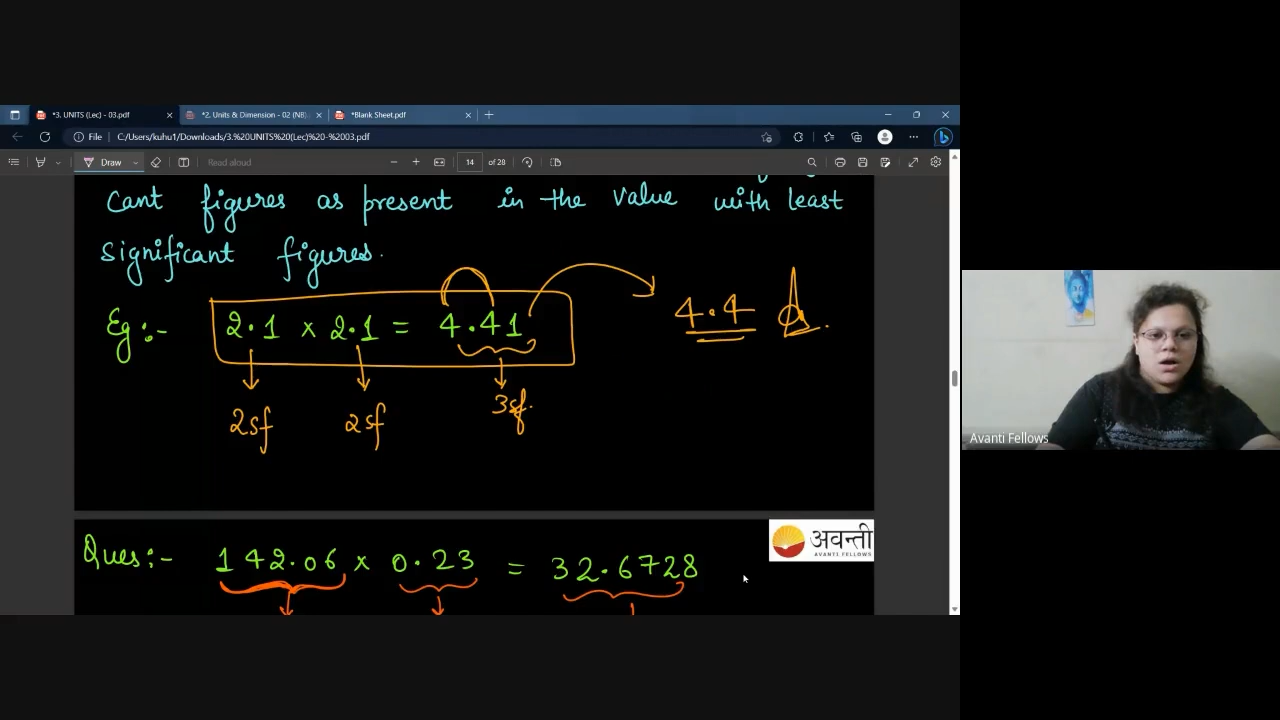 *3. UNITS (Lec) - 03.pdf
*2. Units & Dimension - 02 (NB).
*Blank Sheet.pdf
File C:/Users/kuhu1/Downloads/3.%20UNITS%20(Lec)%20-%2003.pdf
Draw Read aloud 14 of 28
cant figures as present in the value with least
significant figures.
Eg:- 2.1 x 2.1 = 4.41 4.4
2sf 2sf 3sf.
अवन्ती
AVANTI FELLOWS
Ques:- 142.06 x 0.23 = 32.6728
Avanti Fellows